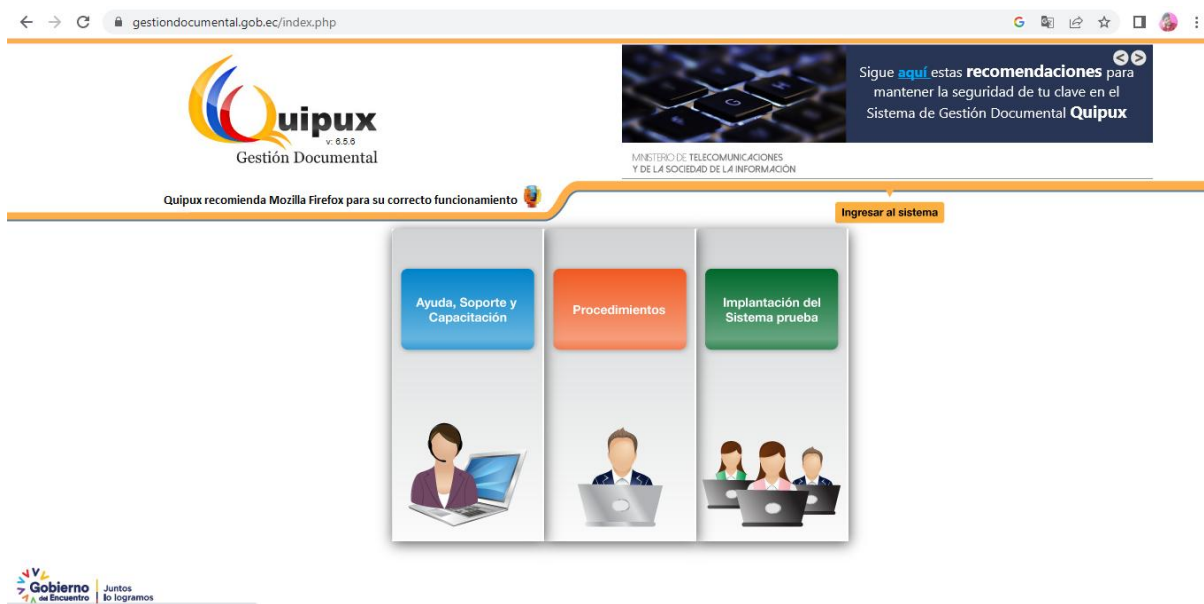 gestiondocumental.gob.ec/index.php
Quipux
v: 6.5.6
Gestión Documental
Sigue aquí estas recomendaciones para
mantener la seguridad de tu clave en el
Sistema de Gestión Documental Quipux
MINISTERIO DE TELECOMUNICACIONES
Y DE LA SOCIEDAD DE LA INFORMACIÓN
Quipux recomienda Mozilla Firefox para su correcto funcionamiento
Ingresar al sistema
Ayuda, Soporte y
Capacitación
Procedimientos
Implantación del
Sistema prueba
Gobierno
del Encuentro
Juntos
lo logramos